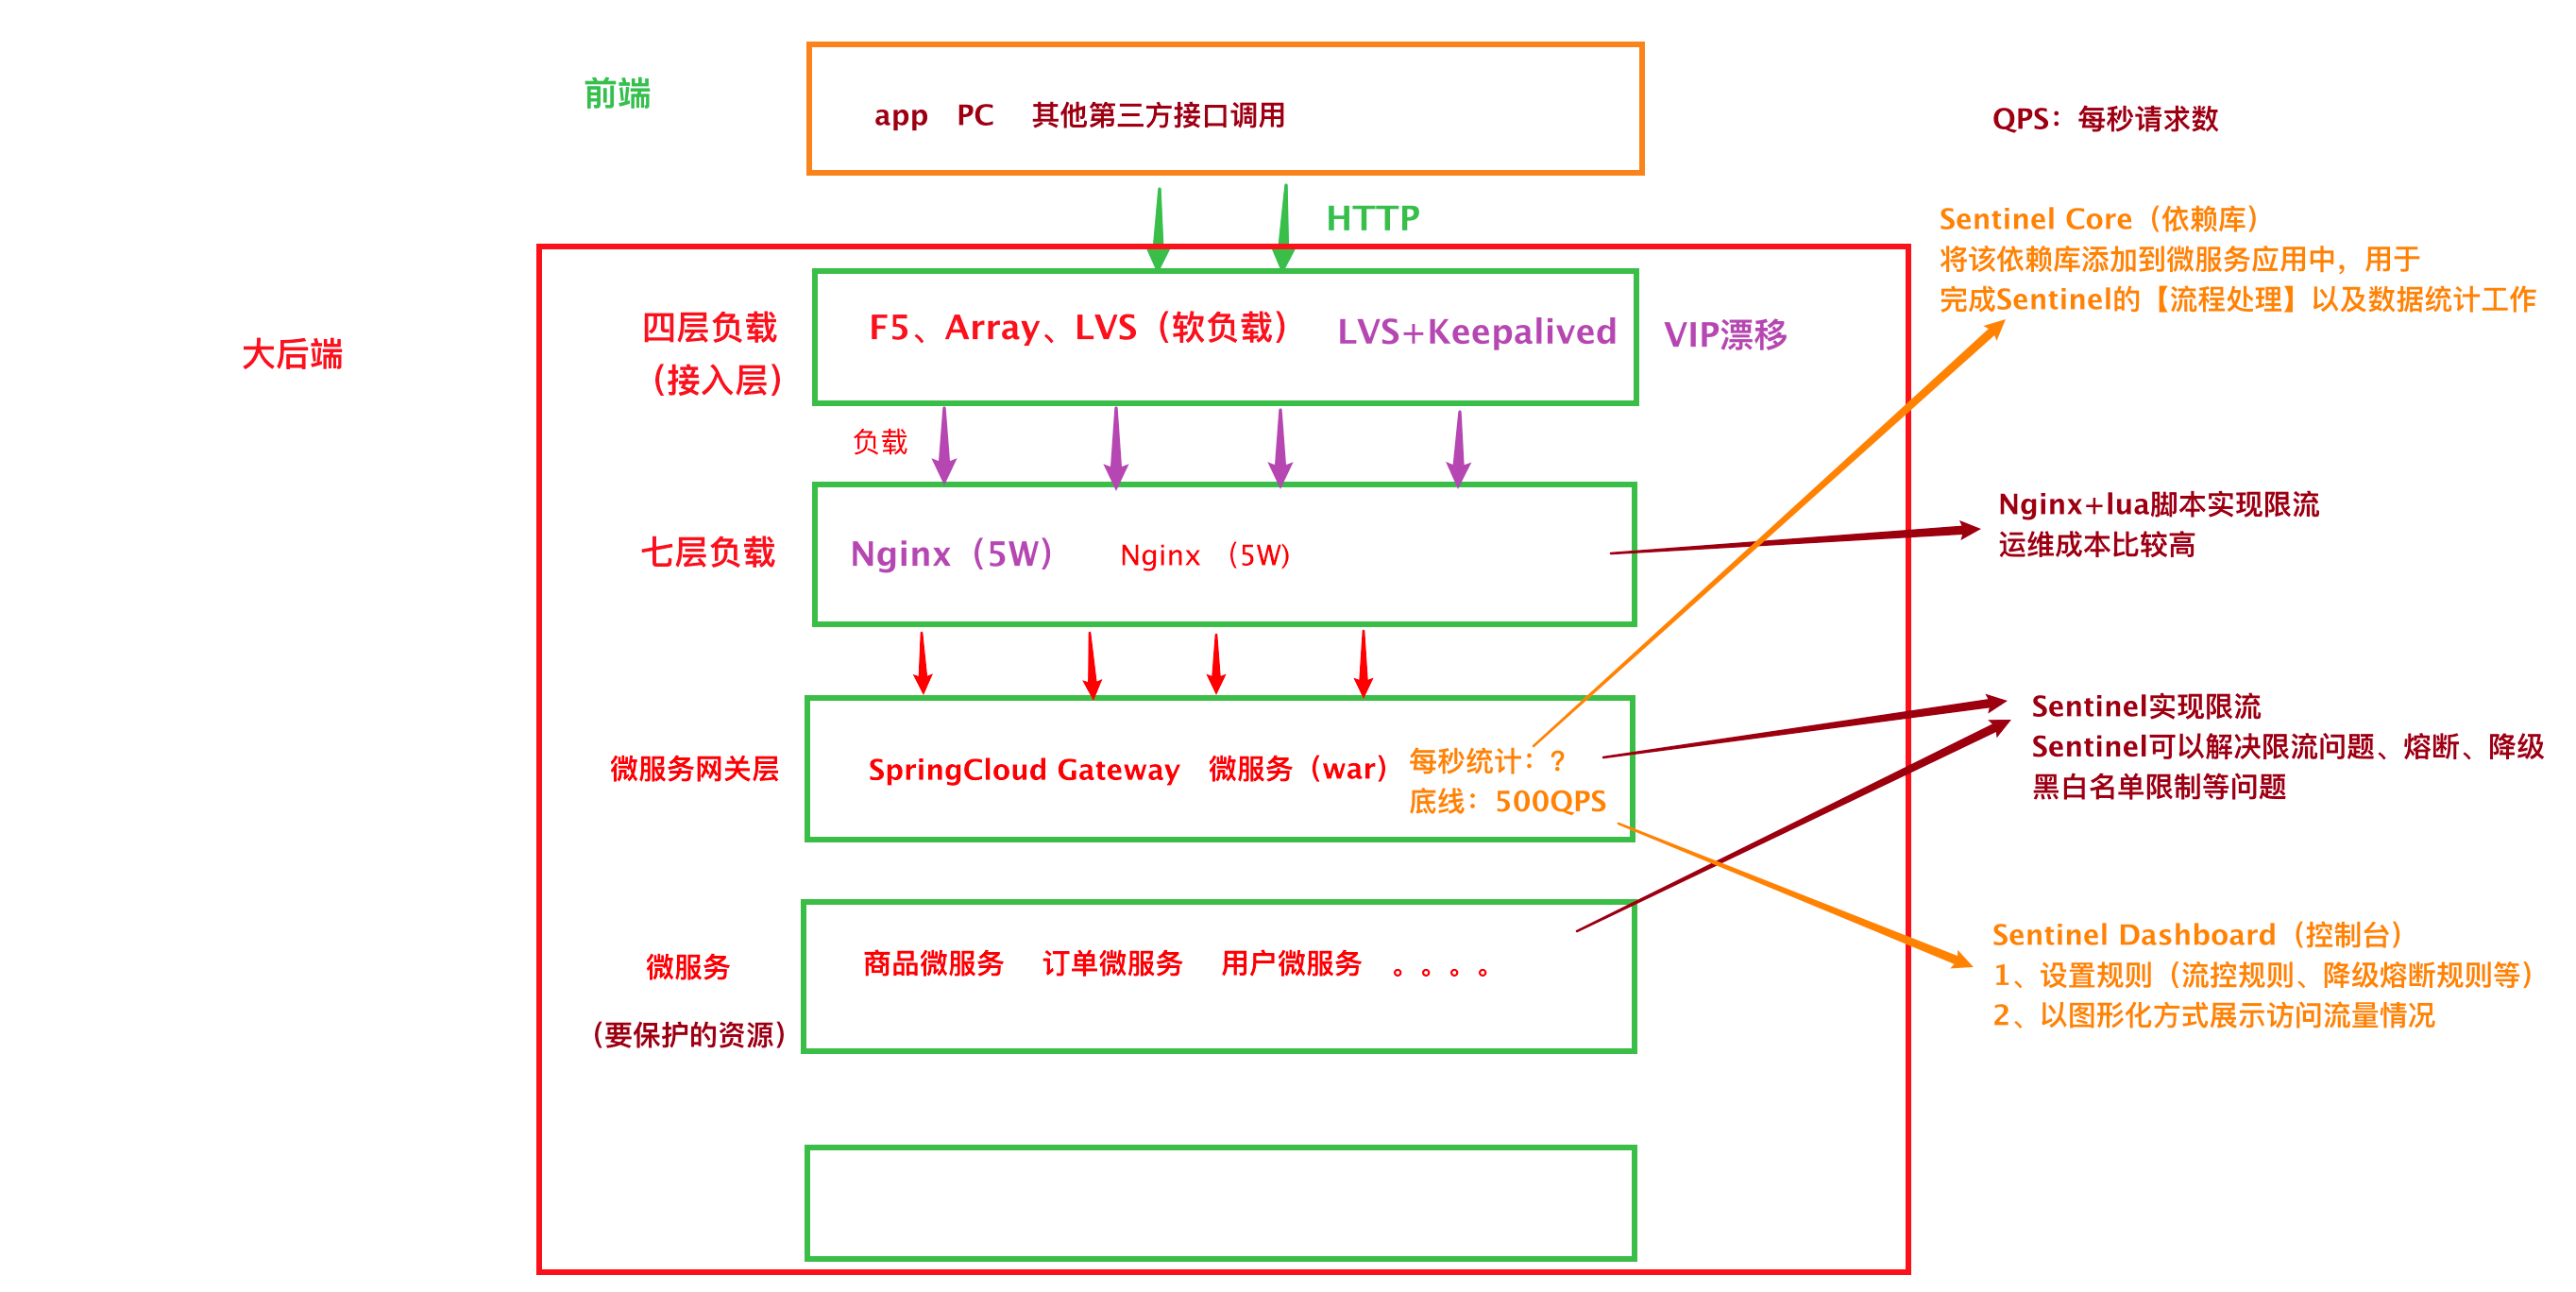 前端
app PC 其他第三方接口调用
QPS：每秒请求数
HTTP
Sentinel Core（依赖库）
将该依赖库添加到微服务应用中，用于
完成Sentinel的【流程处理】以及数据统计工作
大后端
四层负载
（接入层）
F5、Array、LVS（软负载）
LVS+Keepalived
VIP漂移
负载
七层负载
Nginx（5W）
Nginx （5W）
Nginx+lua脚本实现限流
运维成本比较高
微服务网关层
SpringCloud Gateway 微服务（war）
每秒统计：？
底线：500QPS
Sentinel实现限流
Sentinel可以解决限流问题、熔断、降级
黑白名单限制等问题
微服务
（要保护的资源）
商品微服务 订单微服务 用户微服务 。。。。
Sentinel Dashboard（控制台）
1、设置规则（流控规则、降级熔断规则等）
2、以图形化方式展示访问流量情况